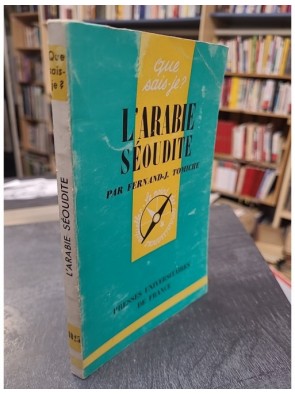 Que
sais-
je?
L'ARABIE SÉOUDITE
que
sais-je?
L'ARABIE
SÉOUDITE
PAR FERNAND-J. TOMICHE
PRESSES UNIVERSITAIRES
DE FRANCE